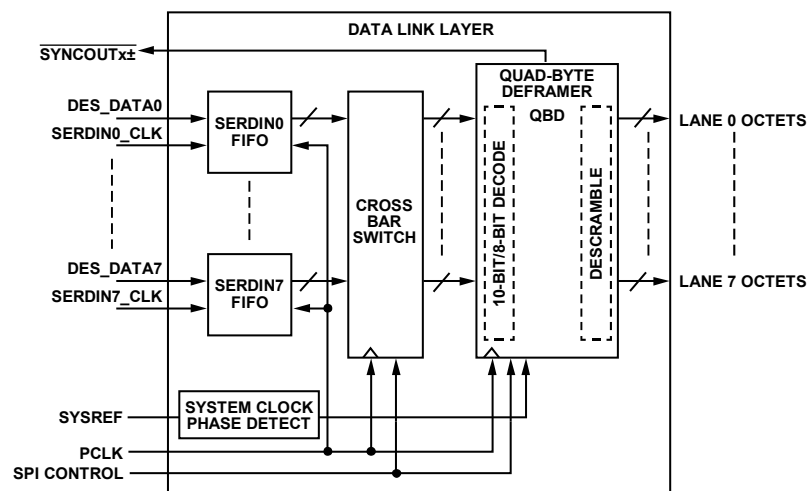 DATA LINK LAYER
SYNCOUTx±
QUAD-BYTE
DEFRAMER
QBD
DES_DATA0
SERDIN0_CLK
SERDIN0
FIFO
LANE 0 OCTETS
CROSS
BAR
SWITCH
10-BIT/8-BIT DECODE
DESCRAMBLE
DES_DATA7
SERDIN7_CLK
SERDIN7
FIFO
LANE 7 OCTETS
SYSREF
SYSTEM CLOCK
PHASE DETECT
PCLK
SPI CONTROL